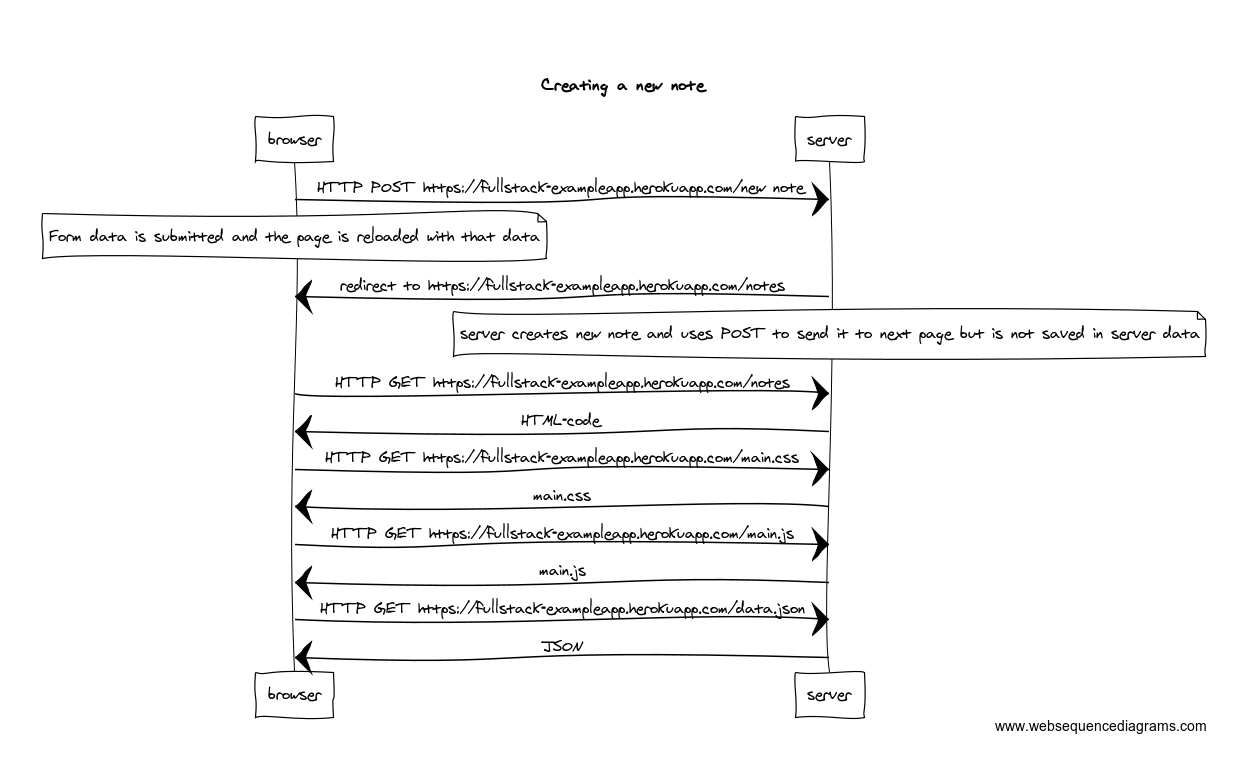 Creating a new note
browser
server
HTTP POST https://fullstack-exampleapp.herokuapp.com/new note
Form data is submitted and the page is reloaded with that data
redirect to https://fullstack-exampleapp.herokuapp.com/notes
server creates new note and uses POST to send it to next page but is not saved in server data
HTTP GET https://fullstack-exampleapp.herokuapp.com/notes
HTML-code
HTTP GET https://fullstack-exampleapp.herokuapp.com/main.css
main.css
HTTP GET https://fullstack-exampleapp.herokuapp.com/main.js
main.js
HTTP GET https://fullstack-exampleapp.herokuapp.com/data.json
JSON
browser
server
www.websequencediagrams.com